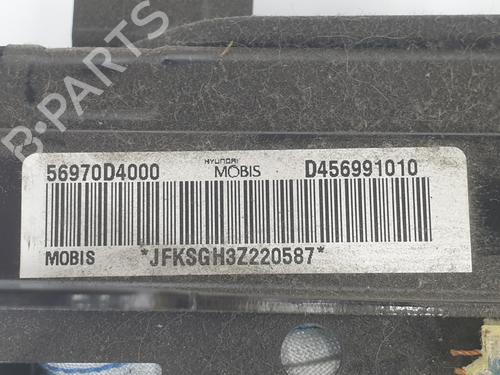 B-PARTS
56970D4000
HYUNDAI
MOBIS
D456991010
MOBIS
*JFKSGH3Z220587*